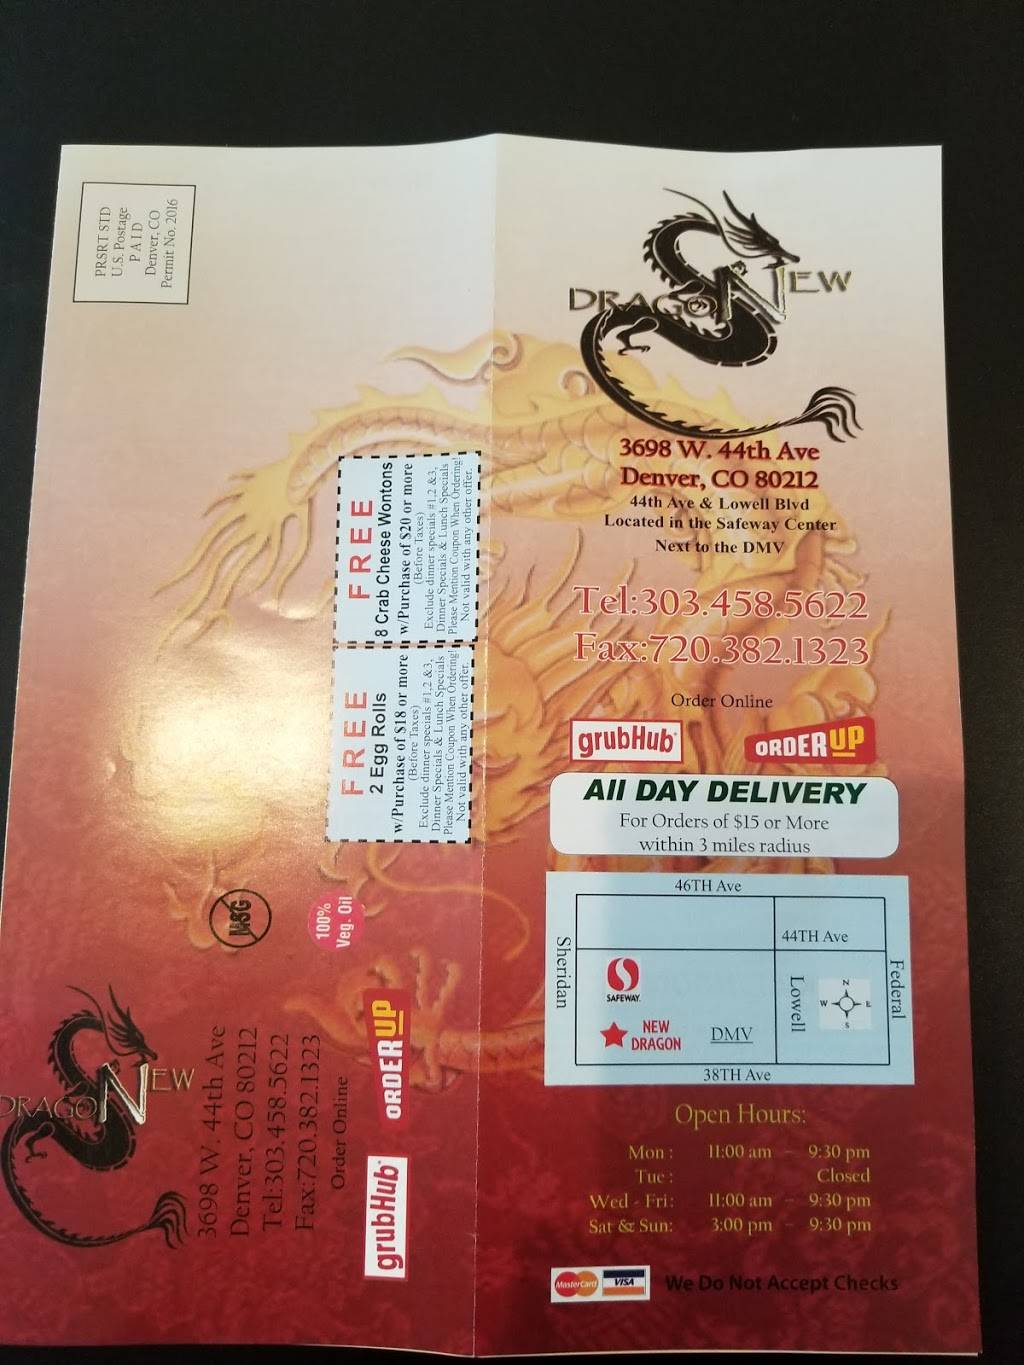 PRSRT STD
U.S. Postage
PAID
Denver, CO
Permit No. 2016
FREE
8 Crab Cheese Wontons
w/Purchase of $20 or more
(Before Taxes)
Exclude dinner specials #1,2 &3,
Dinner Specials & Lunch Specials
Please Mention Coupon When Ordering!
Not valid with any other offer.
FREE
2 Egg Rolls
w/Purchase of $18 or more
(Before Taxes)
Exclude dinner specials #1,2 &3,
Dinner Specials & Lunch Specials
Please Mention Coupon When Ordering!
Not valid with any other offer.
MSG
100%
Veg. Oil
NEW
DRAGON
3698 W. 44th Ave
Denver, CO 80212
Tel:303.458.5622
Fax:720.382.1323
Order Online
grubHub
ORDERUP
NEW
DRAGON
3698 W. 44th Ave
Denver, CO 80212
44th Ave & Lowell Blvd
Located in the Safeway Center
Next to the DMV
Tel:303.458.5622
Fax:720.382.1323
Order Online
grubHub
ORDERUP
All DAY DELIVERY
For Orders of $15 or More
within 3 miles radius
46TH Ave
44TH Ave
Sheridan
Lowell
Federal
SAFEWAY
NEW
DRAGON
DMV
N
W E
S
38TH Ave
Open Hours:
Mon : 11:00 am – 9:30 pm
Tue : Closed
Wed - Fri : 11:00 am – 9:30 pm
Sat & Sun: 3:00 pm – 9:30 pm
MasterCard VISA We Do Not Accept Checks